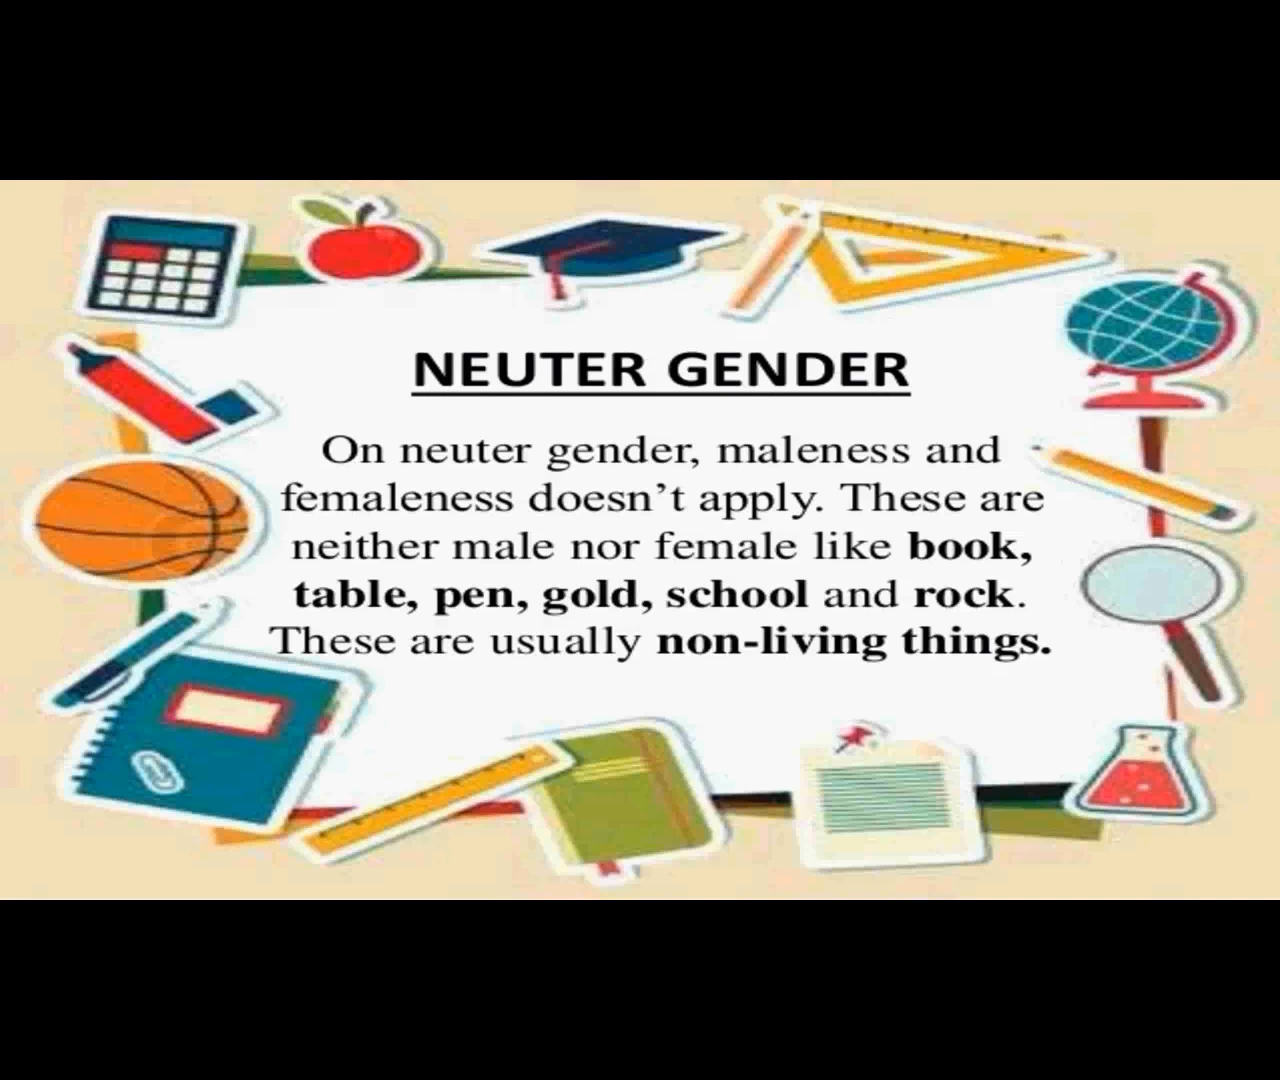 NEUTER GENDER
On neuter gender, maleness and
femaleness doesn't apply. These are
neither male nor female like book,
table, pen, gold, school and rock.
These are usually non-living things.